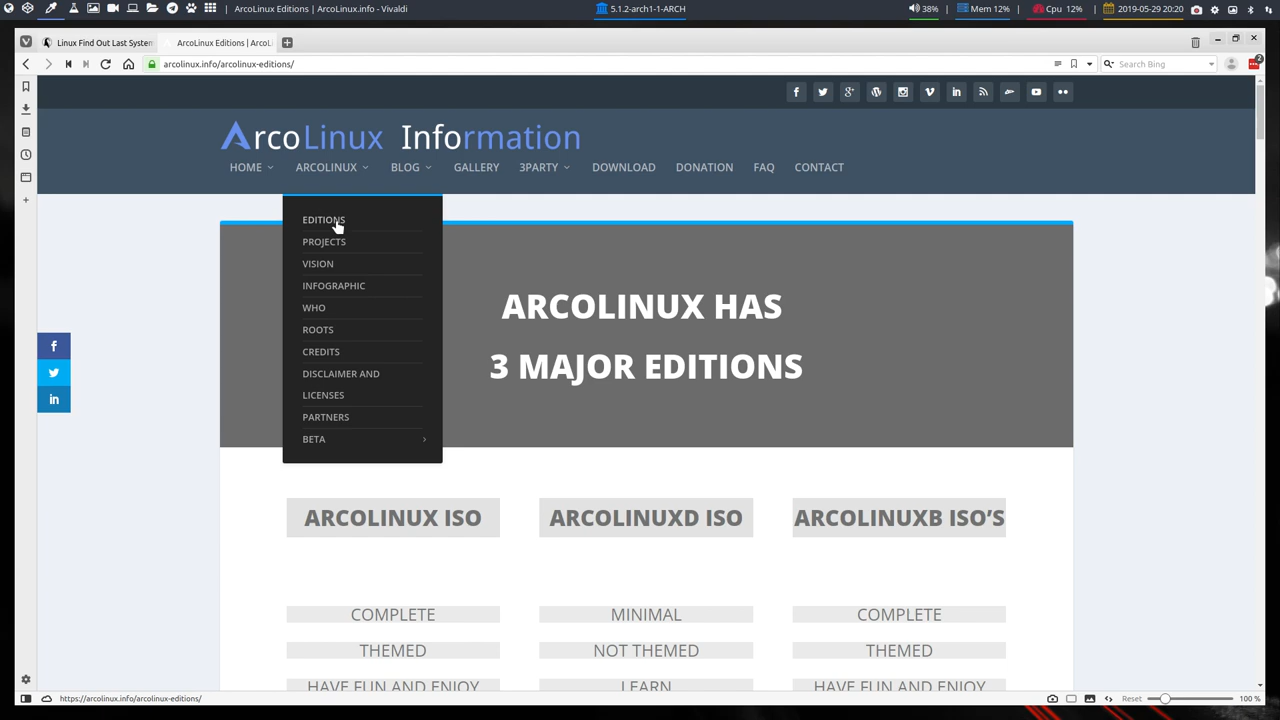 ArcoLinux Editions | ArcoLinux.info - Vivaldi
5.1.2-arch1-1-ARCH
38%
Mem 12%
Cpu 12%
2019-05-29 20:20
Linux Find Out Last System
ArcoLinux Editions | ArcoL
arcolinux.info/arcolinux-editions/
Search Bing
2
ArcoLinux Information
HOME
ARCOLINUX
BLOG
GALLERY
3PARTY
DOWNLOAD
DONATION
FAQ
CONTACT
EDITIONS
PROJECTS
VISION
INFOGRAPHIC
WHO
ROOTS
CREDITS
DISCLAIMER AND
LICENSES
PARTNERS
BETA
ARCOLINUX HAS
3 MAJOR EDITIONS
ARCOLINUX ISO
ARCOLINUXD ISO
ARCOLINUXB ISO'S
COMPLETE
MINIMAL
COMPLETE
THEMED
NOT THEMED
THEMED
HAVE FUN AND ENJOY
LEARN
HAVE FUN AND ENJOY
https://arcolinux.info/arcolinux-editions/
Reset
100 %